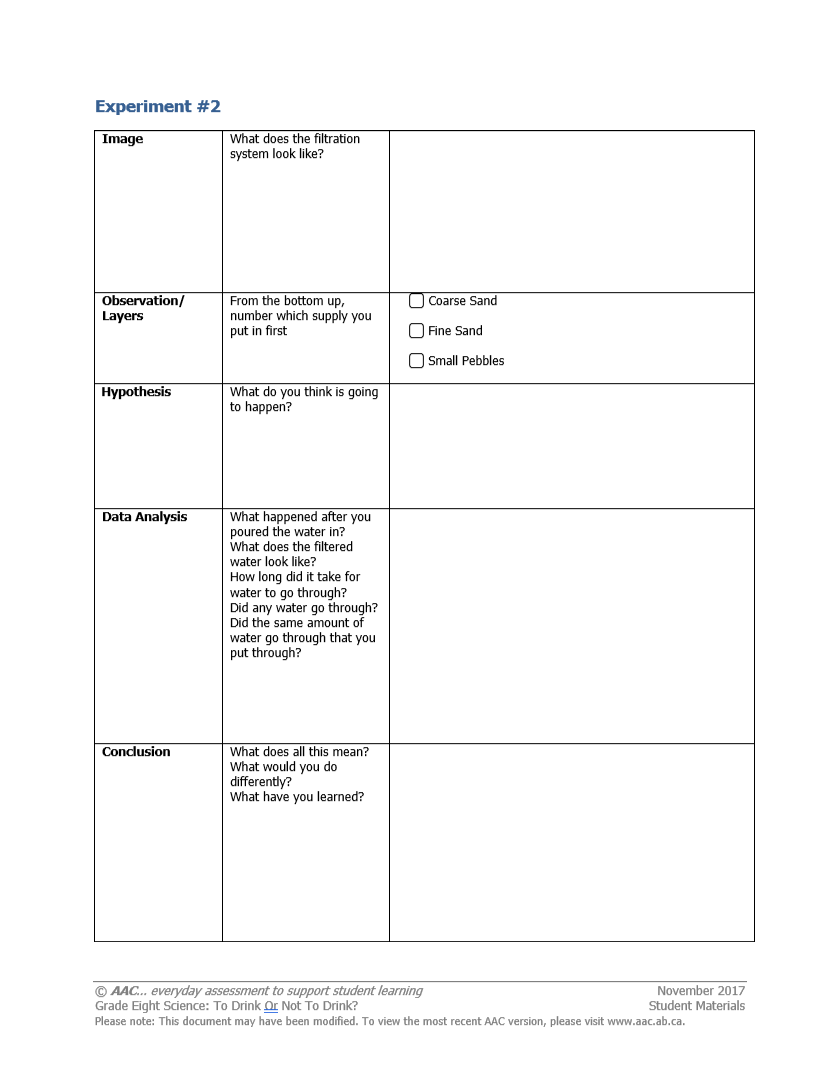 Experiment #2
Image
What does the filtration
system look like?
Observation/
Layers
From the bottom up,
number which supply you
put in first
Coarse Sand
Fine Sand
Small Pebbles
Hypothesis
What do you think is going
to happen?
Data Analysis
What happened after you
poured the water in?
What does the filtered
water look like?
How long did it take for
water to go through?
Did any water go through?
Did the same amount of
water go through that you
put through?
Conclusion
What does all this mean?
What would you do
differently?
What have you learned?
© AAC... everyday assessment to support student learning November 2017
Grade Eight Science: To Drink Or Not To Drink? Student Materials
Please note: This document may have been modified. To view the most recent AAC version, please visit www.aac.ab.ca.